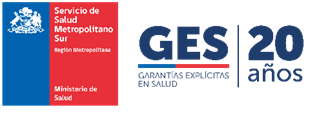 Servicio de
Salud
Metropolitano
Sur
Región Metropolitana
Ministerio de
Salud
GES
GARANTÍAS EXPLÍCITAS
EN SALUD
20
años